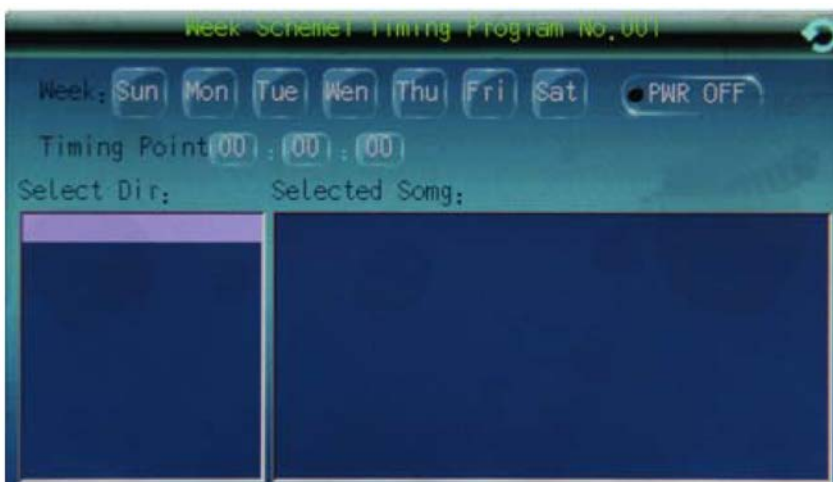 Week Scheme1 Timing Program No.001
Week: Sun Mon Tue Wen Thu Fri Sat PWR OFF
Timing Point 00 : 00 : 00
Select Dir: Selected Somg: